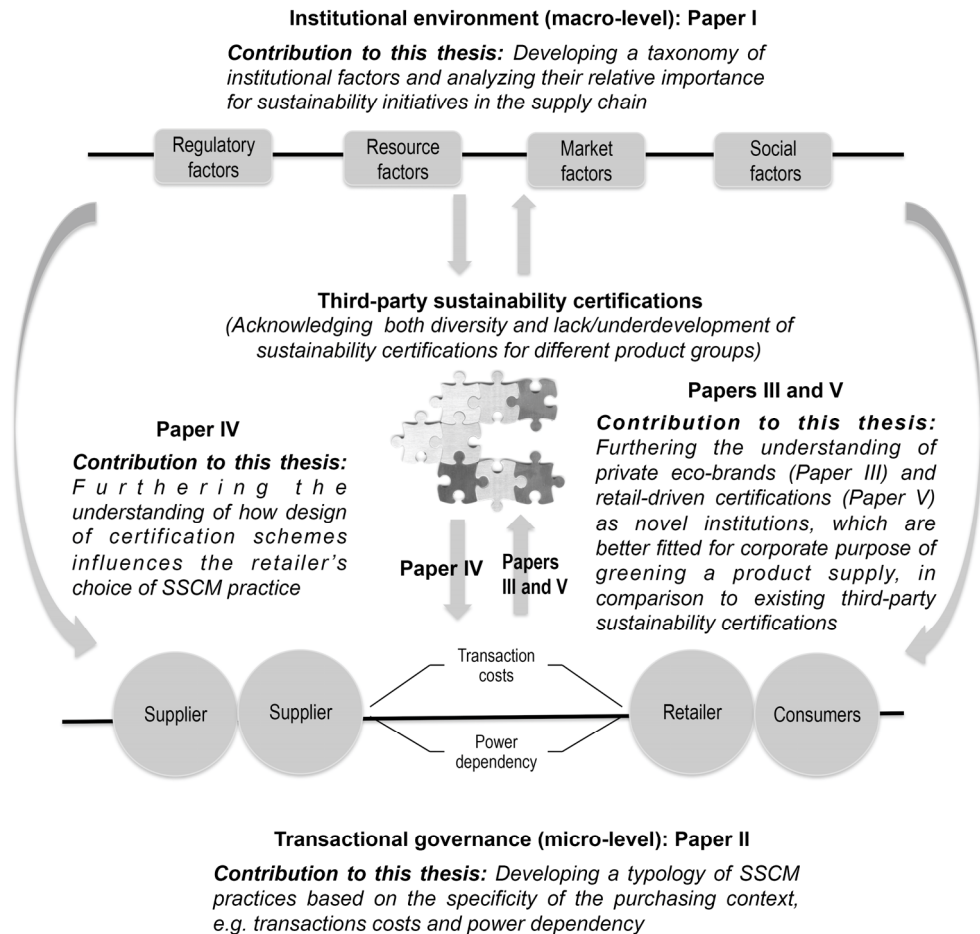 Institutional environment (macro-level): Paper I
Contribution to this thesis: Developing a taxonomy of
institutional factors and analyzing their relative importance
for sustainability initiatives in the supply chain
Regulatory
factors
Resource
factors
Market
factors
Social
factors
Third-party sustainability certifications
(Acknowledging both diversity and lack/underdevelopment of
sustainability certifications for different product groups)
Paper IV
Contribution to this thesis:
Furthering the
understanding of how design
of certification schemes
influences the retailer's
choice of SSCM practice
Papers III and V
Contribution to this thesis:
Furthering the understanding of
private eco-brands (Paper III) and
retail-driven certifications (Paper V)
as novel institutions, which are
better fitted for corporate purpose of
greening a product supply, in
comparison to existing third-party
sustainability certifications
Paper IV
Papers
III and V
Transaction
costs
Supplier
Supplier
Retailer
Consumers
Power
dependency
Transactional governance (micro-level): Paper II
Contribution to this thesis: Developing a typology of SSCM
practices based on the specificity of the purchasing context,
e.g. transactions costs and power dependency